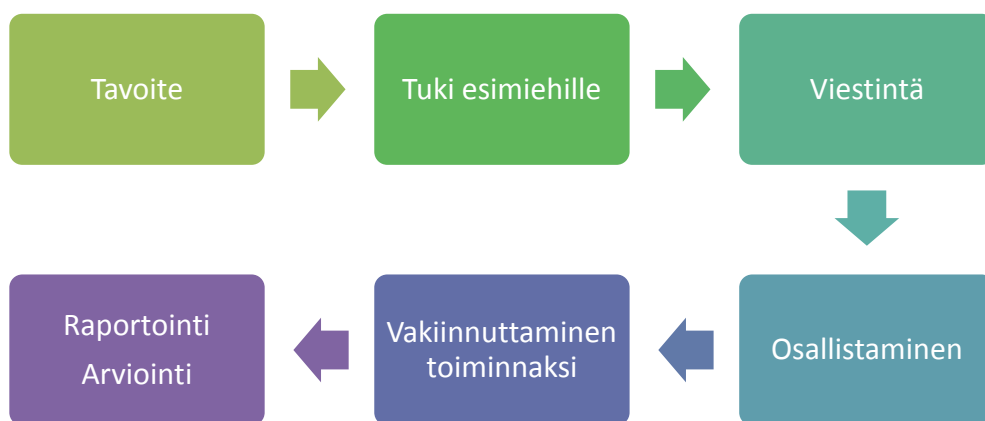 Tavoite
Tuki esimiehille
Viestintä
Osallistaminen
Vakiinnuttaminen
toiminnaksi
Raportointi
Arviointi